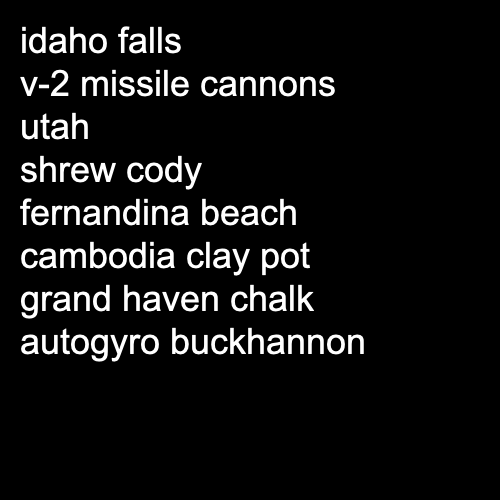 idaho falls
v-2 missile cannons
utah
shrew cody
fernandina beach
cambodia clay pot
grand haven chalk
autogyro buckhannon